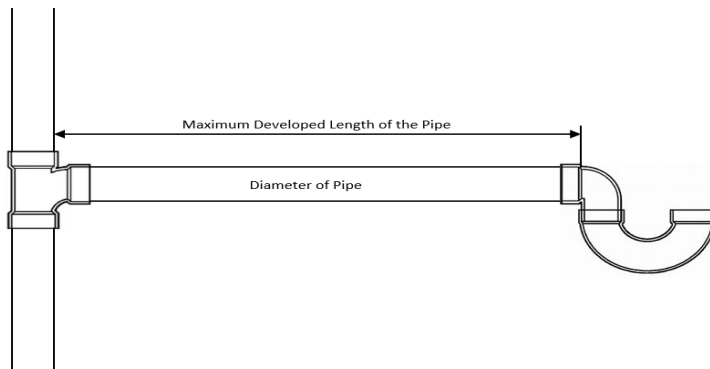 Maximum Developed Length of the Pipe
Diameter of Pipe